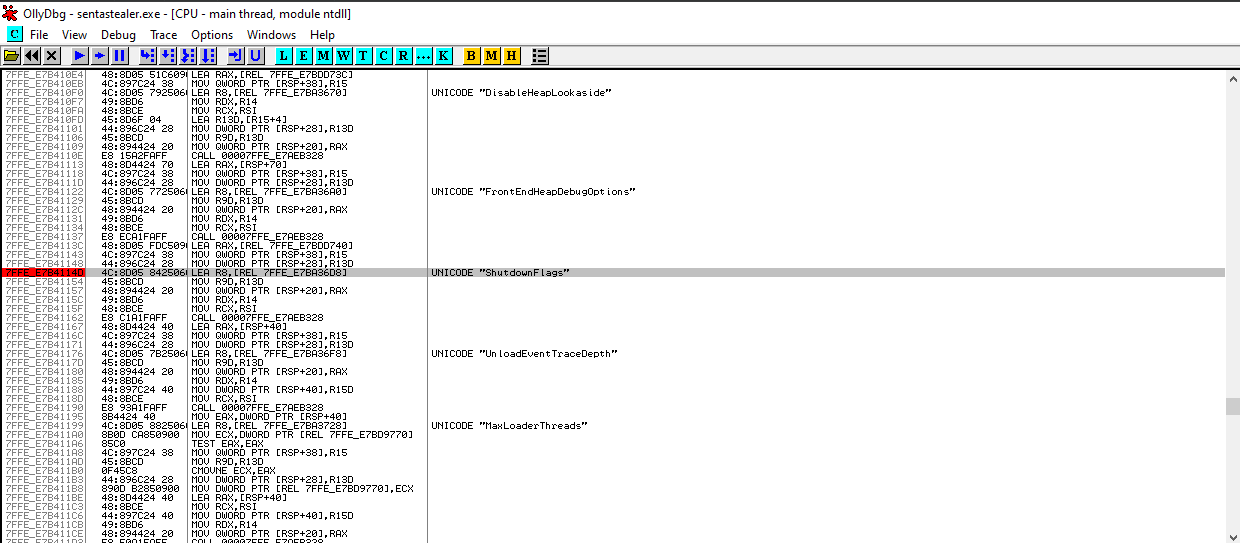 OllyDbg - sentastealer.exe - [CPU - main thread, module ntdll]
C File View Debug Trace Options Windows Help
L E M W T C R ... K B M H
7FFE_E7B410E4 48:8D05 51C609 LEA RAX,[REL 7FFE_E7BDD73C]
7FFE_E7B410EB 4C:897C24 38 MOV QWORD PTR [RSP+38],R15
7FFE_E7B410F0 4C:8D05 792506 LEA R8,[REL 7FFE_E7BA3670] UNICODE "DisableHeapLookaside"
7FFE_E7B410F7 49:8BD6 MOV RDX,R14
7FFE_E7B410FA 48:8BCE MOV RCX,RSI
7FFE_E7B410FD 45:8D6F 04 LEA R13D,[R15+4]
7FFE_E7B41101 44:896C24 28 MOV DWORD PTR [RSP+28],R13D
7FFE_E7B41106 45:8BCD MOV R9D,R13D
7FFE_E7B41109 48:894424 20 MOV QWORD PTR [RSP+20],RAX
7FFE_E7B4110E E8 15A2FAFF CALL 00007FFE_E7AEB328
7FFE_E7B41113 48:8D4424 70 LEA RAX,[RSP+70]
7FFE_E7B41118 4C:897C24 38 MOV QWORD PTR [RSP+38],R15
7FFE_E7B4111D 44:896C24 28 MOV DWORD PTR [RSP+28],R13D
7FFE_E7B41122 4C:8D05 772506 LEA R8,[REL 7FFE_E7BA36A0] UNICODE "FrontEndHeapDebugOptions"
7FFE_E7B41129 45:8BCD MOV R9D,R13D
7FFE_E7B4112C 48:894424 20 MOV QWORD PTR [RSP+20],RAX
7FFE_E7B41131 49:8BD6 MOV RDX,R14
7FFE_E7B41134 48:8BCE MOV RCX,RSI
7FFE_E7B41137 E8 ECA1FAFF CALL 00007FFE_E7AEB328
7FFE_E7B4113C 48:8D05 FDC509 LEA RAX,[REL 7FFE_E7BDD740]
7FFE_E7B41143 4C:897C24 38 MOV QWORD PTR [RSP+38],R15
7FFE_E7B41148 44:896C24 28 MOV DWORD PTR [RSP+28],R13D
7FFE_E7B4114D 4C:8D05 842506 LEA R8,[REL 7FFE_E7BA36D8] UNICODE "ShutdownFlags"
7FFE_E7B41154 45:8BCD MOV R9D,R13D
7FFE_E7B41157 48:894424 20 MOV QWORD PTR [RSP+20],RAX
7FFE_E7B4115C 49:8BD6 MOV RDX,R14
7FFE_E7B4115F 48:8BCE MOV RCX,RSI
7FFE_E7B41162 E8 C1A1FAFF CALL 00007FFE_E7AEB328
7FFE_E7B41167 48:8D4424 40 LEA RAX,[RSP+40]
7FFE_E7B4116C 4C:897C24 38 MOV QWORD PTR [RSP+38],R15
7FFE_E7B41171 44:896C24 28 MOV DWORD PTR [RSP+28],R13D
7FFE_E7B41176 4C:8D05 7B2506 LEA R8,[REL 7FFE_E7BA36F8] UNICODE "UnloadEventTraceDepth"
7FFE_E7B4117D 45:8BCD MOV R9D,R13D
7FFE_E7B41180 48:894424 20 MOV QWORD PTR [RSP+20],RAX
7FFE_E7B41185 49:8BD6 MOV RDX,R14
7FFE_E7B41188 44:897C24 40 MOV DWORD PTR [RSP+40],R15D
7FFE_E7B4118D 48:8BCE MOV RCX,RSI
7FFE_E7B41190 E8 93A1FAFF CALL 00007FFE_E7AEB328
7FFE_E7B41195 8B4424 40 MOV EAX,DWORD PTR [RSP+40]
7FFE_E7B41199 4C:8D05 882506 LEA R8,[REL 7FFE_E7BA3728] UNICODE "MaxLoaderThreads"
7FFE_E7B411A0 8B0D CA850900 MOV ECX,DWORD PTR [REL 7FFE_E7BD9770]
7FFE_E7B411A6 85C0 TEST EAX,EAX
7FFE_E7B411A8 4C:897C24 38 MOV QWORD PTR [RSP+38],R15
7FFE_E7B411AD 45:8BCD MOV R9D,R13D
7FFE_E7B411B0 0F45C8 CMOVNE ECX,EAX
7FFE_E7B411B3 44:896C24 28 MOV DWORD PTR [RSP+28],R13D
7FFE_E7B411B8 890D B2850900 MOV DWORD PTR [REL 7FFE_E7BD9770],ECX
7FFE_E7B411BE 48:8D4424 40 LEA RAX,[RSP+40]
7FFE_E7B411C3 48:8BCE MOV RCX,RSI
7FFE_E7B411C6 44:897C24 40 MOV DWORD PTR [RSP+40],R15D
7FFE_E7B411CB 49:8BD6 MOV RDX,R14
7FFE_E7B411CE 48:894424 20 MOV QWORD PTR [RSP+20],RAX